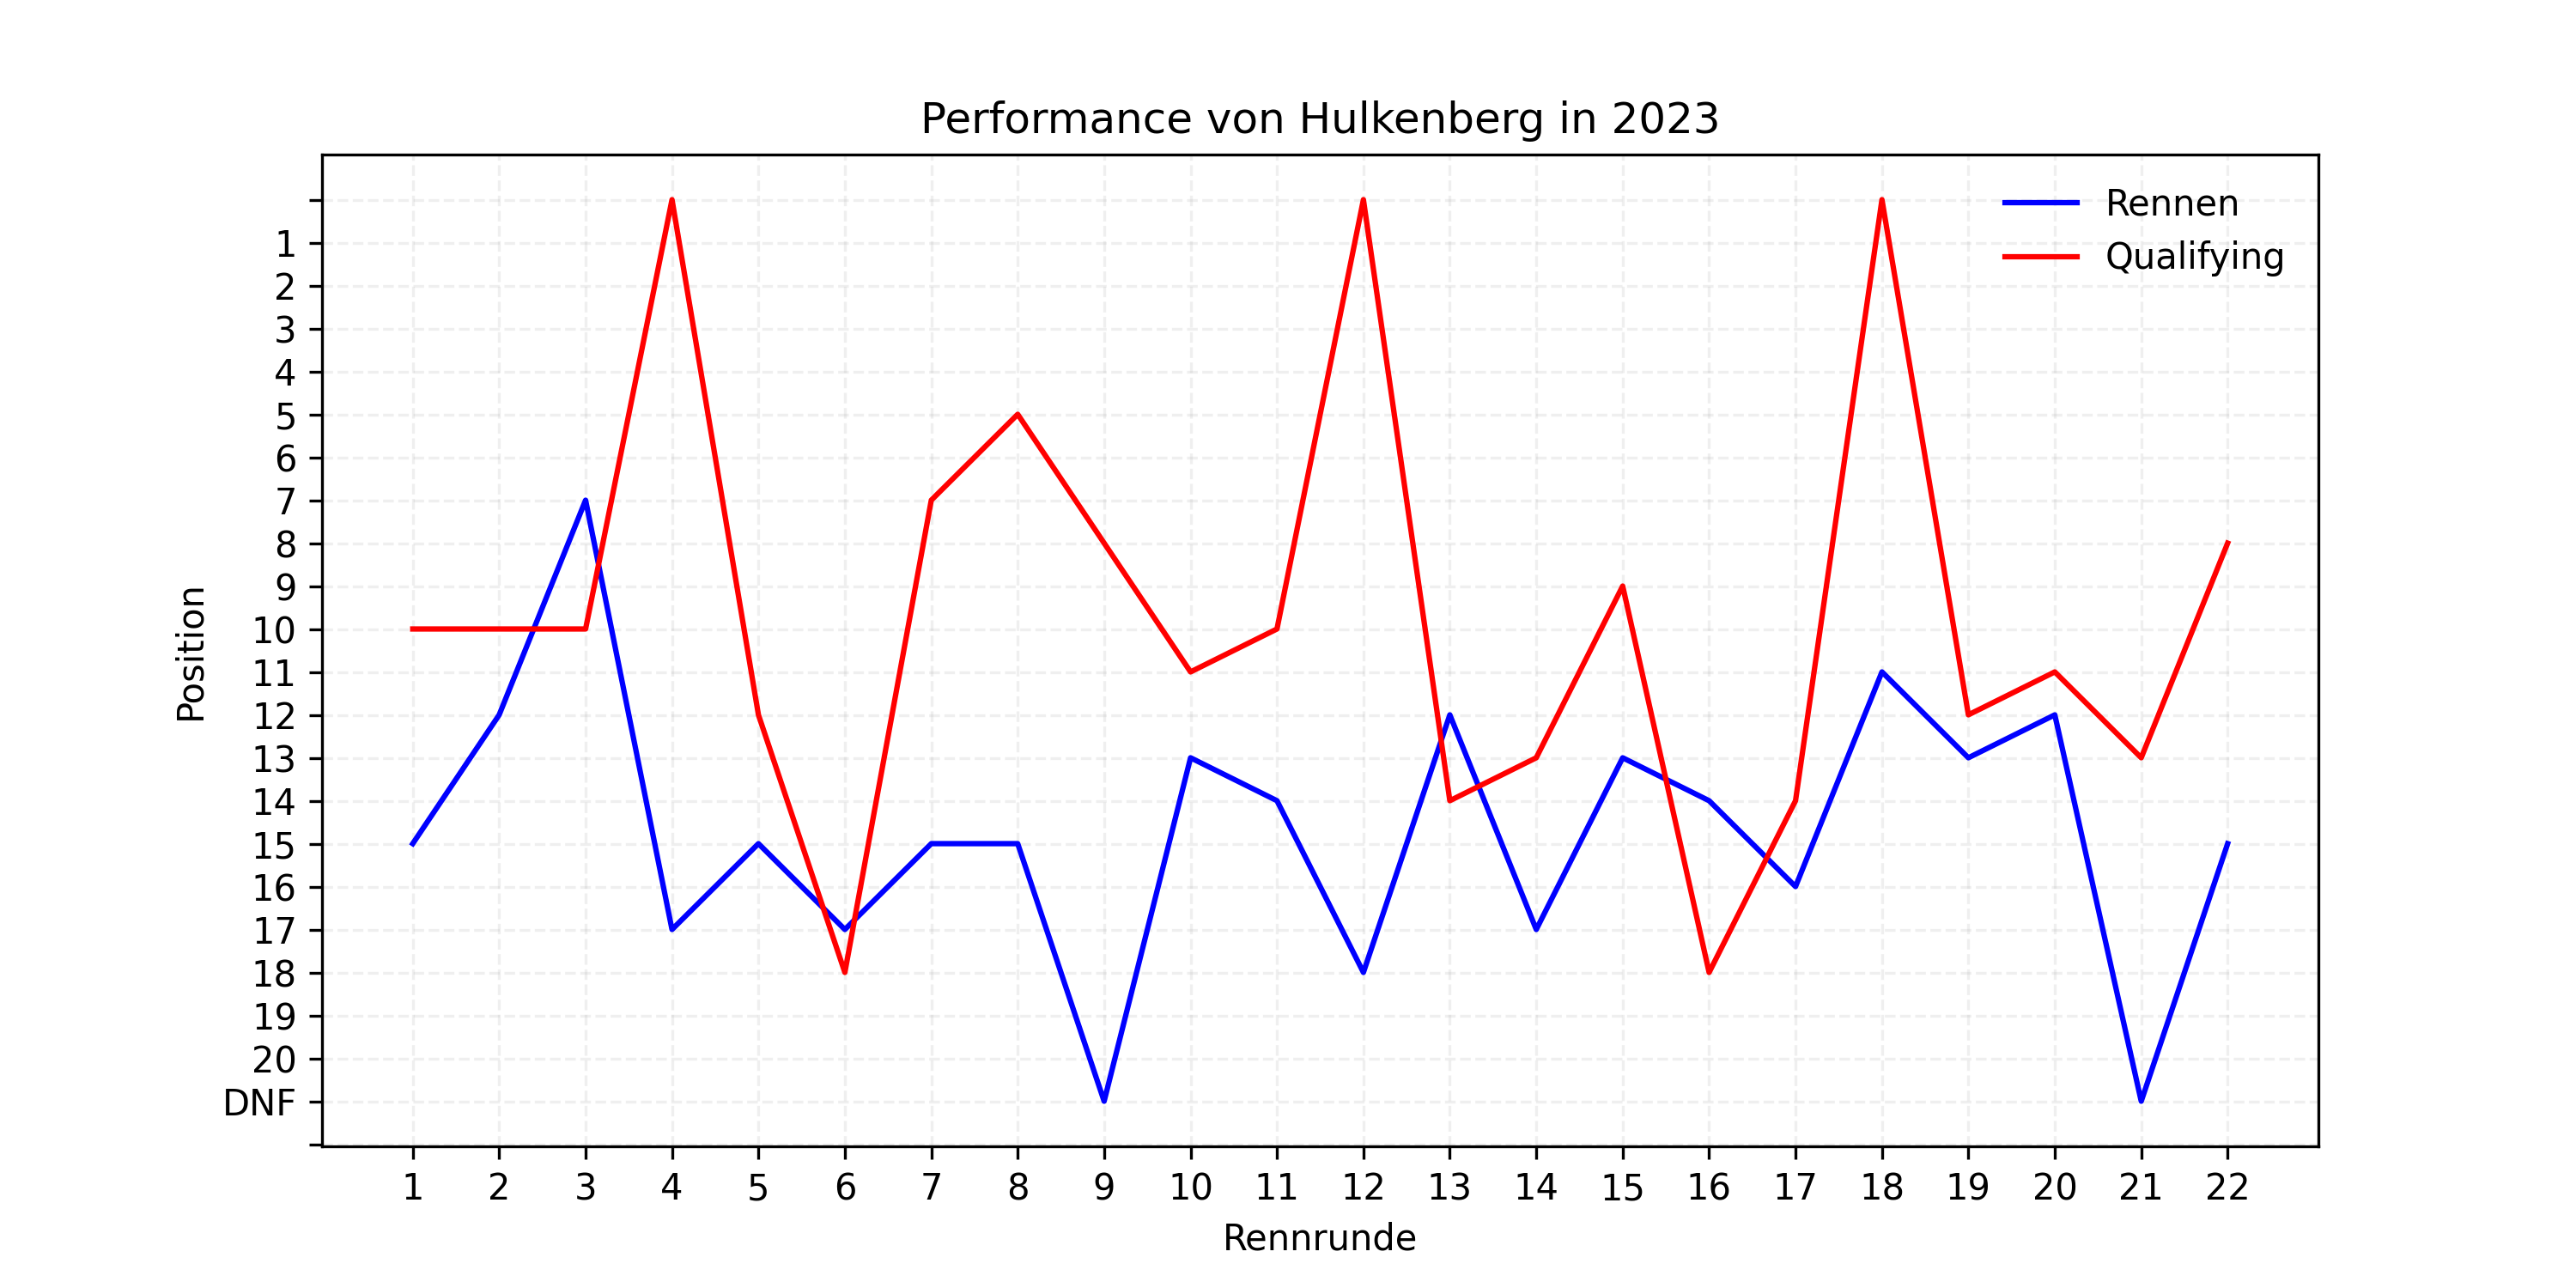 Performance von Hulkenberg in 2023
Rennen
Qualifying
1
2
3
4
5
6
7
8
9
10
11
12
13
14
15
16
17
18
19
20
DNF
Position
1 2 3 4 5 6 7 8 9 10 11 12 13 14 15 16 17 18 19 20 21 22
Rennrunde